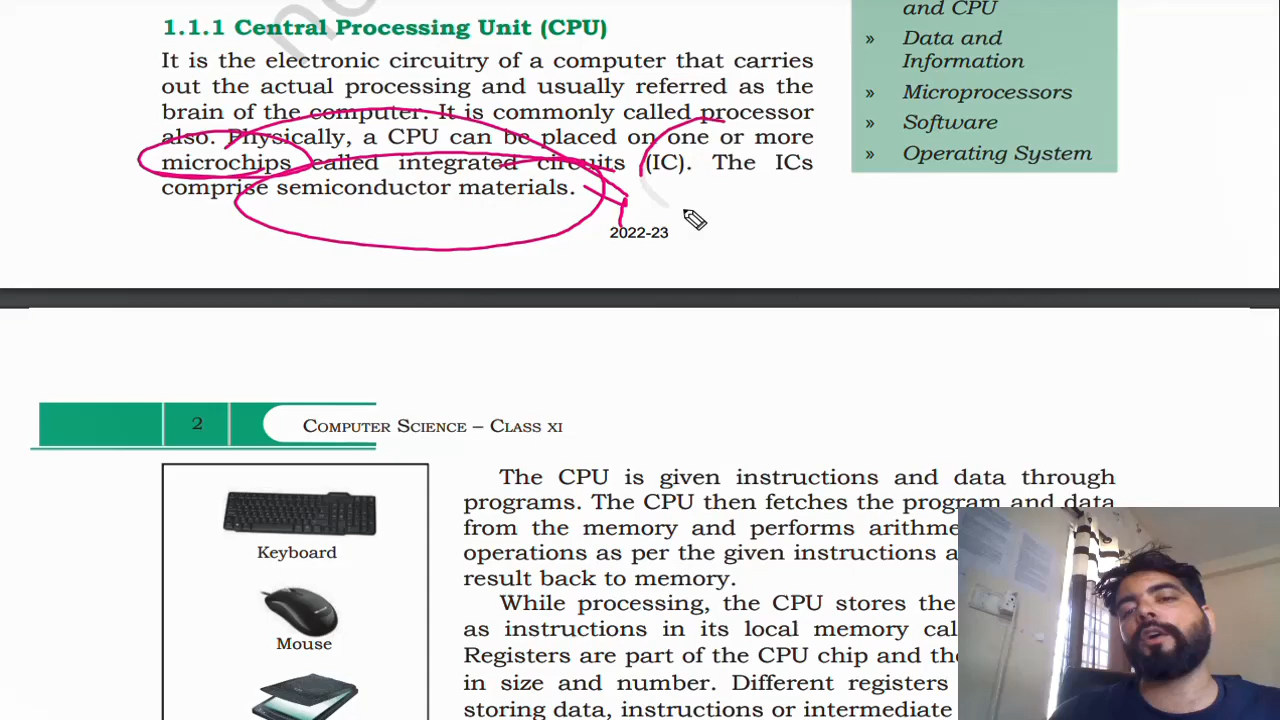 1.1.1 Central Processing Unit (CPU)
It is the electronic circuitry of a computer that carries
out the actual processing and usually referred as the
brain of the computer. It is commonly called processor
also. Physically, a CPU can be placed on one or more
microchips called integrated circuits (IC). The ICs
comprise semiconductor materials.
and CPU
» Data and
Information
» Microprocessors
» Software
» Operating System
2022-23
2
Computer Science – Class XI
Keyboard
Mouse
The CPU is given instructions and data through
programs. The CPU then fetches the program and data
from the memory and performs arithme
operations as per the given instructions a
result back to memory.
While processing, the CPU stores the
as instructions in its local memory cal
Registers are part of the CPU chip and the
in size and number. Different registers
storing data, instructions or intermediate